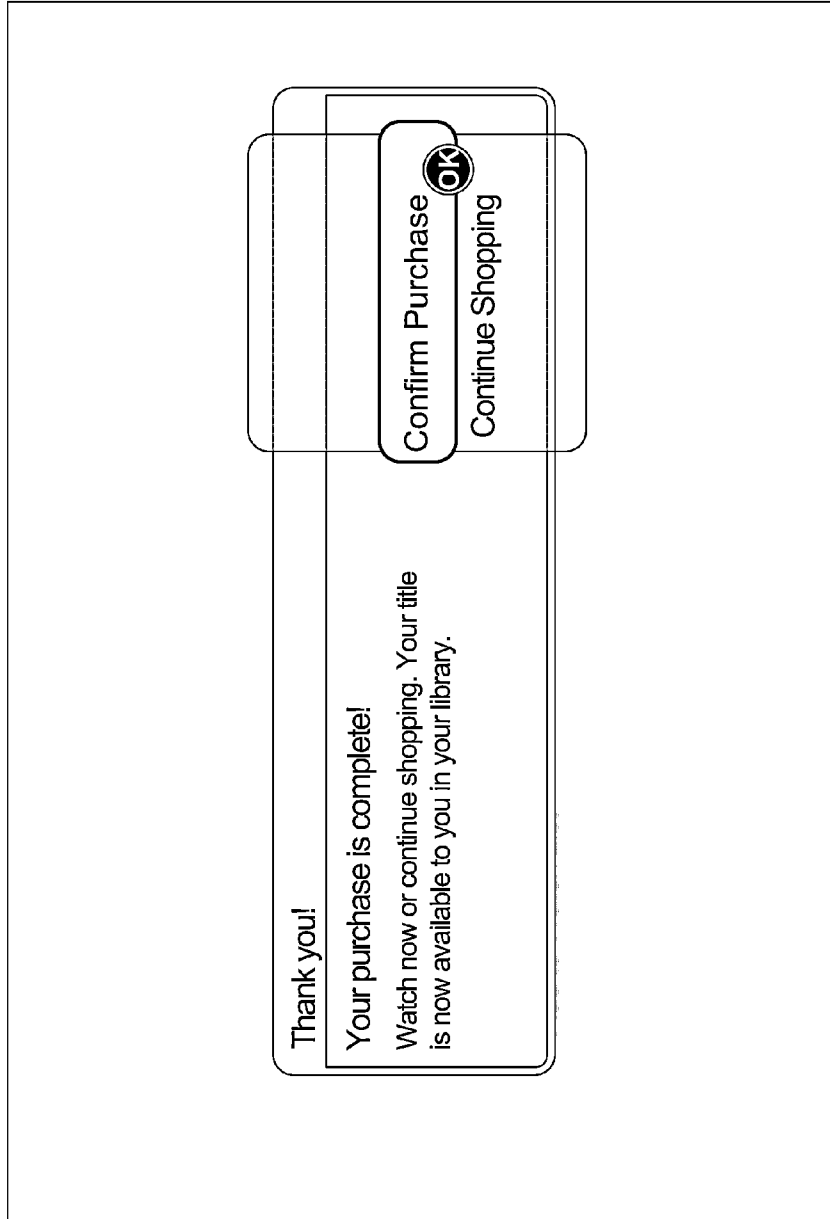 Thank you!
Your purchase is complete!
Watch now or continue shopping. Your title
is now available to you in your library.
Confirm Purchase
OK
Continue Shopping